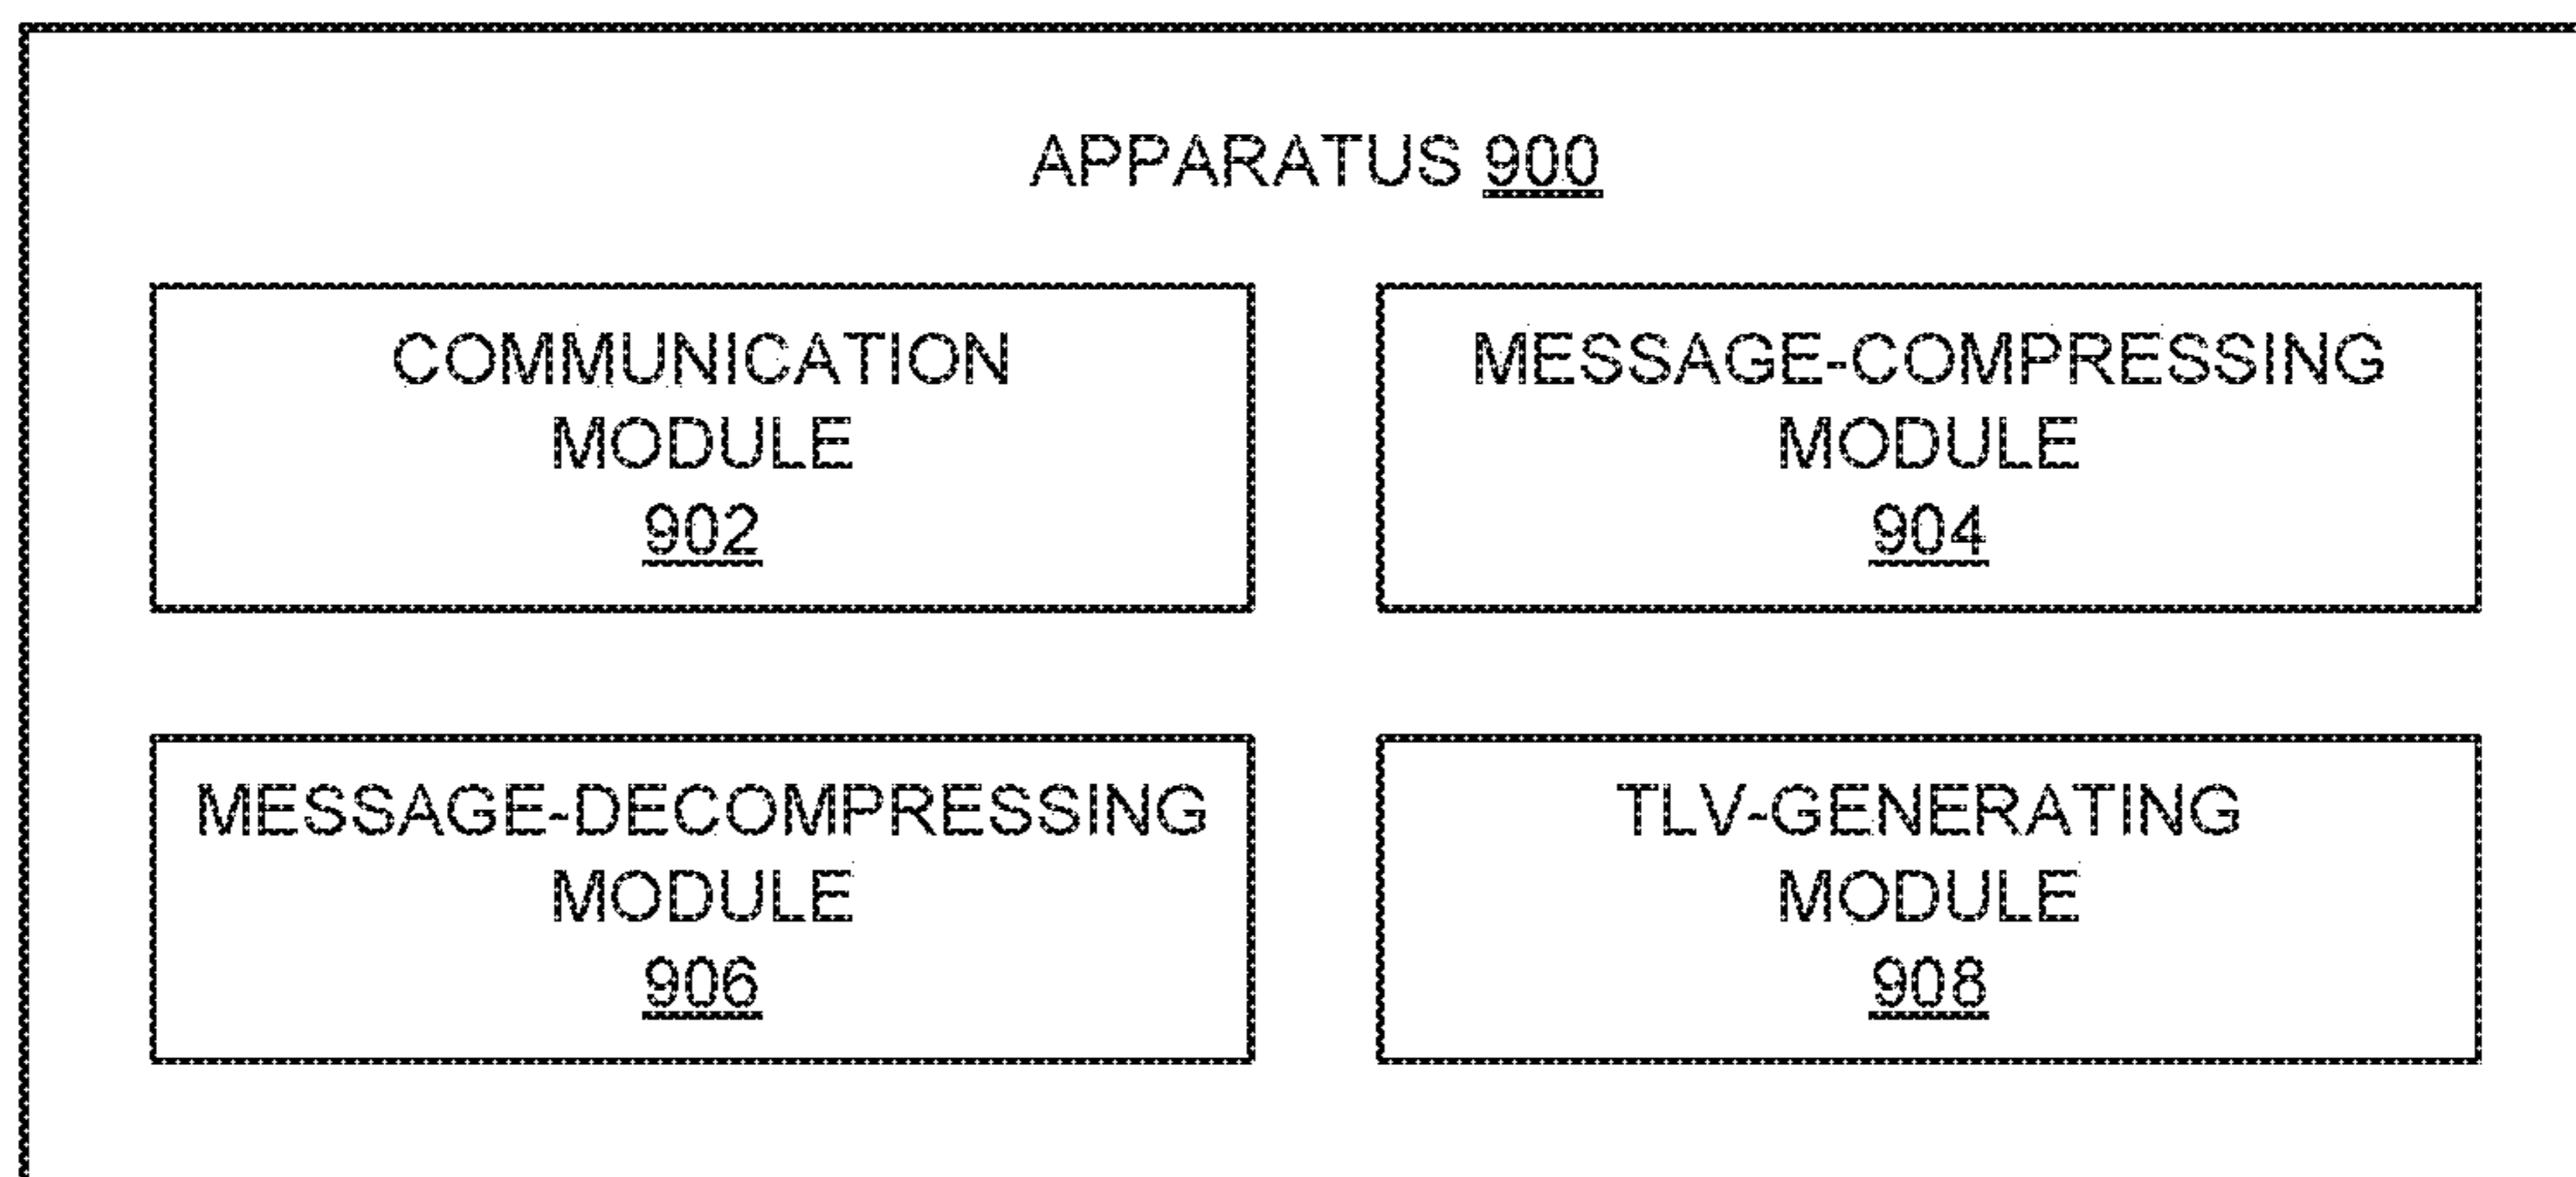 APPARATUS 900
COMMUNICATION
MODULE
902
MESSAGE-COMPRESSING
MODULE
904
MESSAGE-DECOMPRESSING
MODULE
906
TLV-GENERATING
MODULE
908